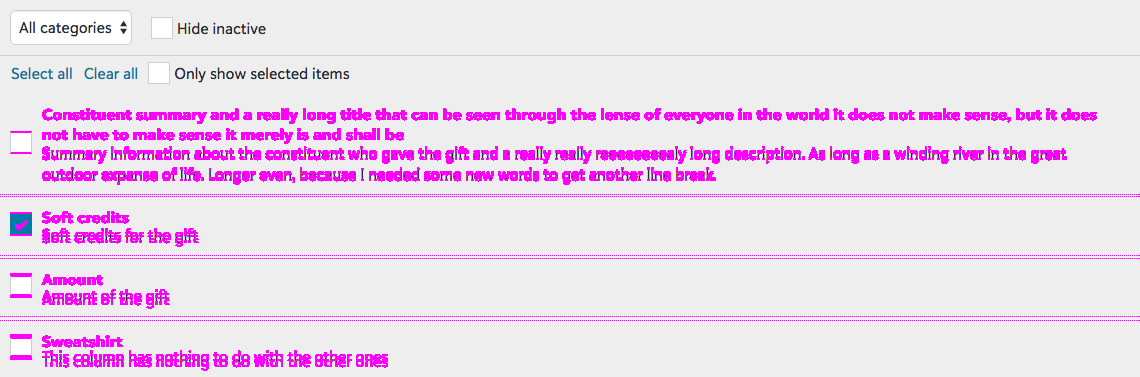 All categories
Hide inactive
Select all Clear all Only show selected items
Constituent summary and a really long title that can be seen through the lense of everyone in the world it does not make sense, but it does
not have to make sense it merely is and shall be
Summary information about the constituent who gave the gift and a really really reeeeeeeealy long description. As long as a winding river in the great
outdoor expanse of life. Longer even, because I needed some new words to get another line break.
Soft credits
Soft credits for the gift
Amount
Amount of the gift
Sweatshirt
This column has nothing to do with the other ones